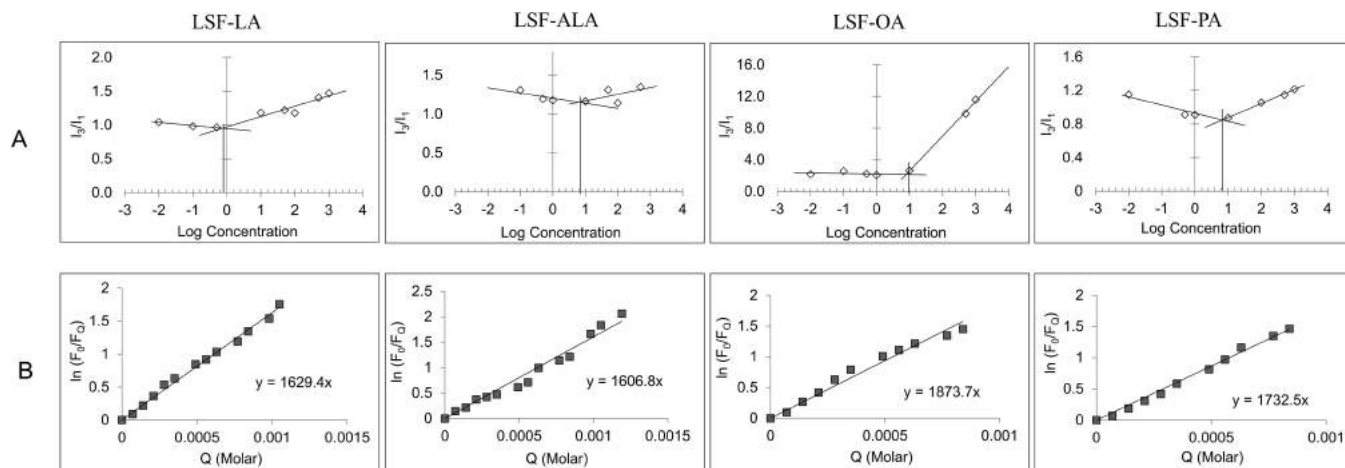 LSF-LA LSF-ALA LSF-OA LSF-PA
A
2.0
1.5
1.0
0.5
0.0
I3/I1
-3 -2 -1 0 1 2 3 4
Log Concentration
1.5
1.0
0.5
0.0
I3/I1
-3 -2 -1 0 1 2 3 4
Log Concentration
16.0
12.0
8.0
4.0
0.0
I3/I1
-3 -2 -1 0 1 2 3 4
Log Concentration
1.6
1.2
0.8
0.4
0
I3/I1
-3 -2 -1 0 1 2 3 4
Log Concentration
B
2
1.5
1
0.5
0
ln (F0/FQ)
y = 1629.4x
0 0.0005 0.001 0.0015
Q (Molar)
2.5
2
1.5
1
0.5
0
ln (F0/FQ)
y = 1606.8x
0 0.0005 0.001 0.0015
Q (Molar)
2
1.5
1
0.5
0
ln (F0/FQ)
y = 1873.7x
0 0.0005 0.001
Q (Molar)
2
1.5
1
0.5
0
ln (F0/FQ)
y = 1732.5x
0 0.0005 0.001
Q (Molar)